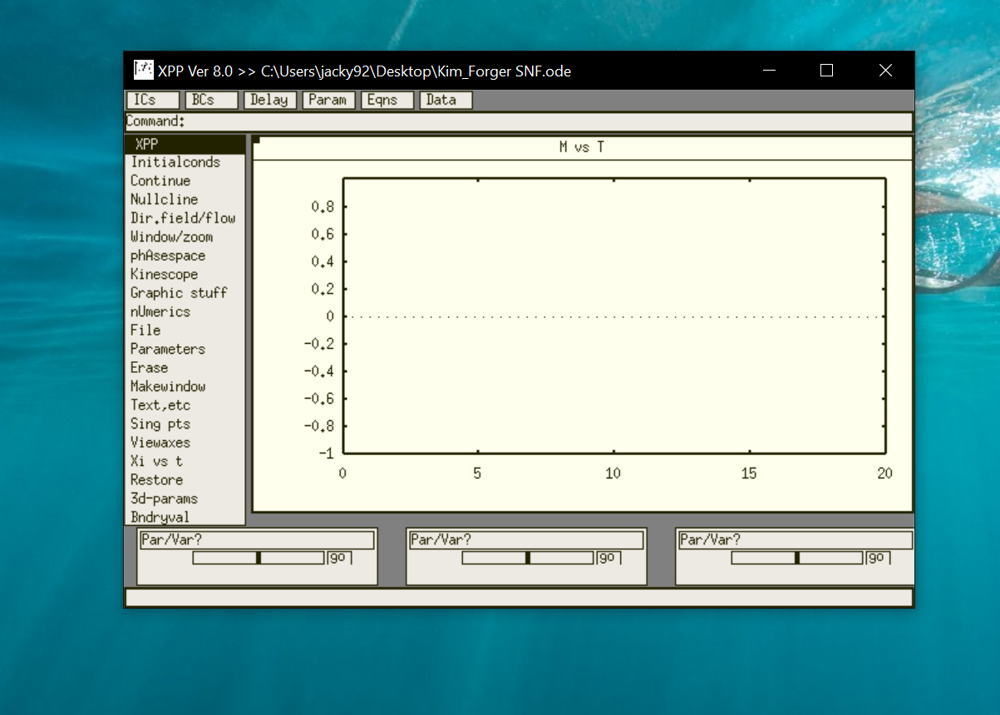 XPP Ver 8.0 >> C:\Users\jacky92\Desktop\Kim_Forger SNF.ode
ICs BCs Delay Param Eqns Data
Command:
XPP
Initialconds
Continue
Nullcline
Dir.field/flow
Window/zoom
phAsespace
Kinescope
Graphic stuff
nUmerics
File
Parameters
Erase
Makewindow
Text,etc
Sing pts
Viewaxes
Xi vs t
Restore
3d-params
Bndryval
M vs T
0.8
0.6
0.4
0.2
0
-0.2
-0.4
-0.6
-0.8
-1
0 5 10 15 20
Par/Var? Par/Var? Par/Var?
go go go